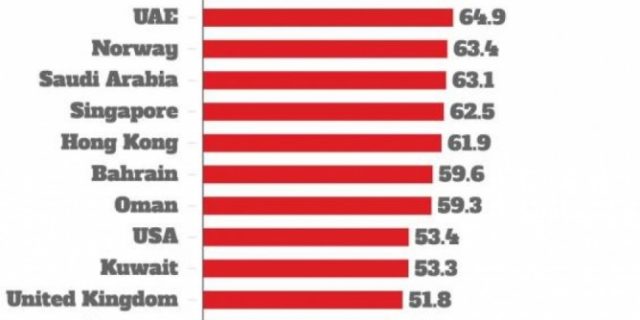 UAE 64.9
Norway 63.4
Saudi Arabia 63.1
Singapore 62.5
Hong Kong 61.9
Bahrain 59.6
Oman 59.3
USA 53.4
Kuwait 53.3
United Kingdom 51.8